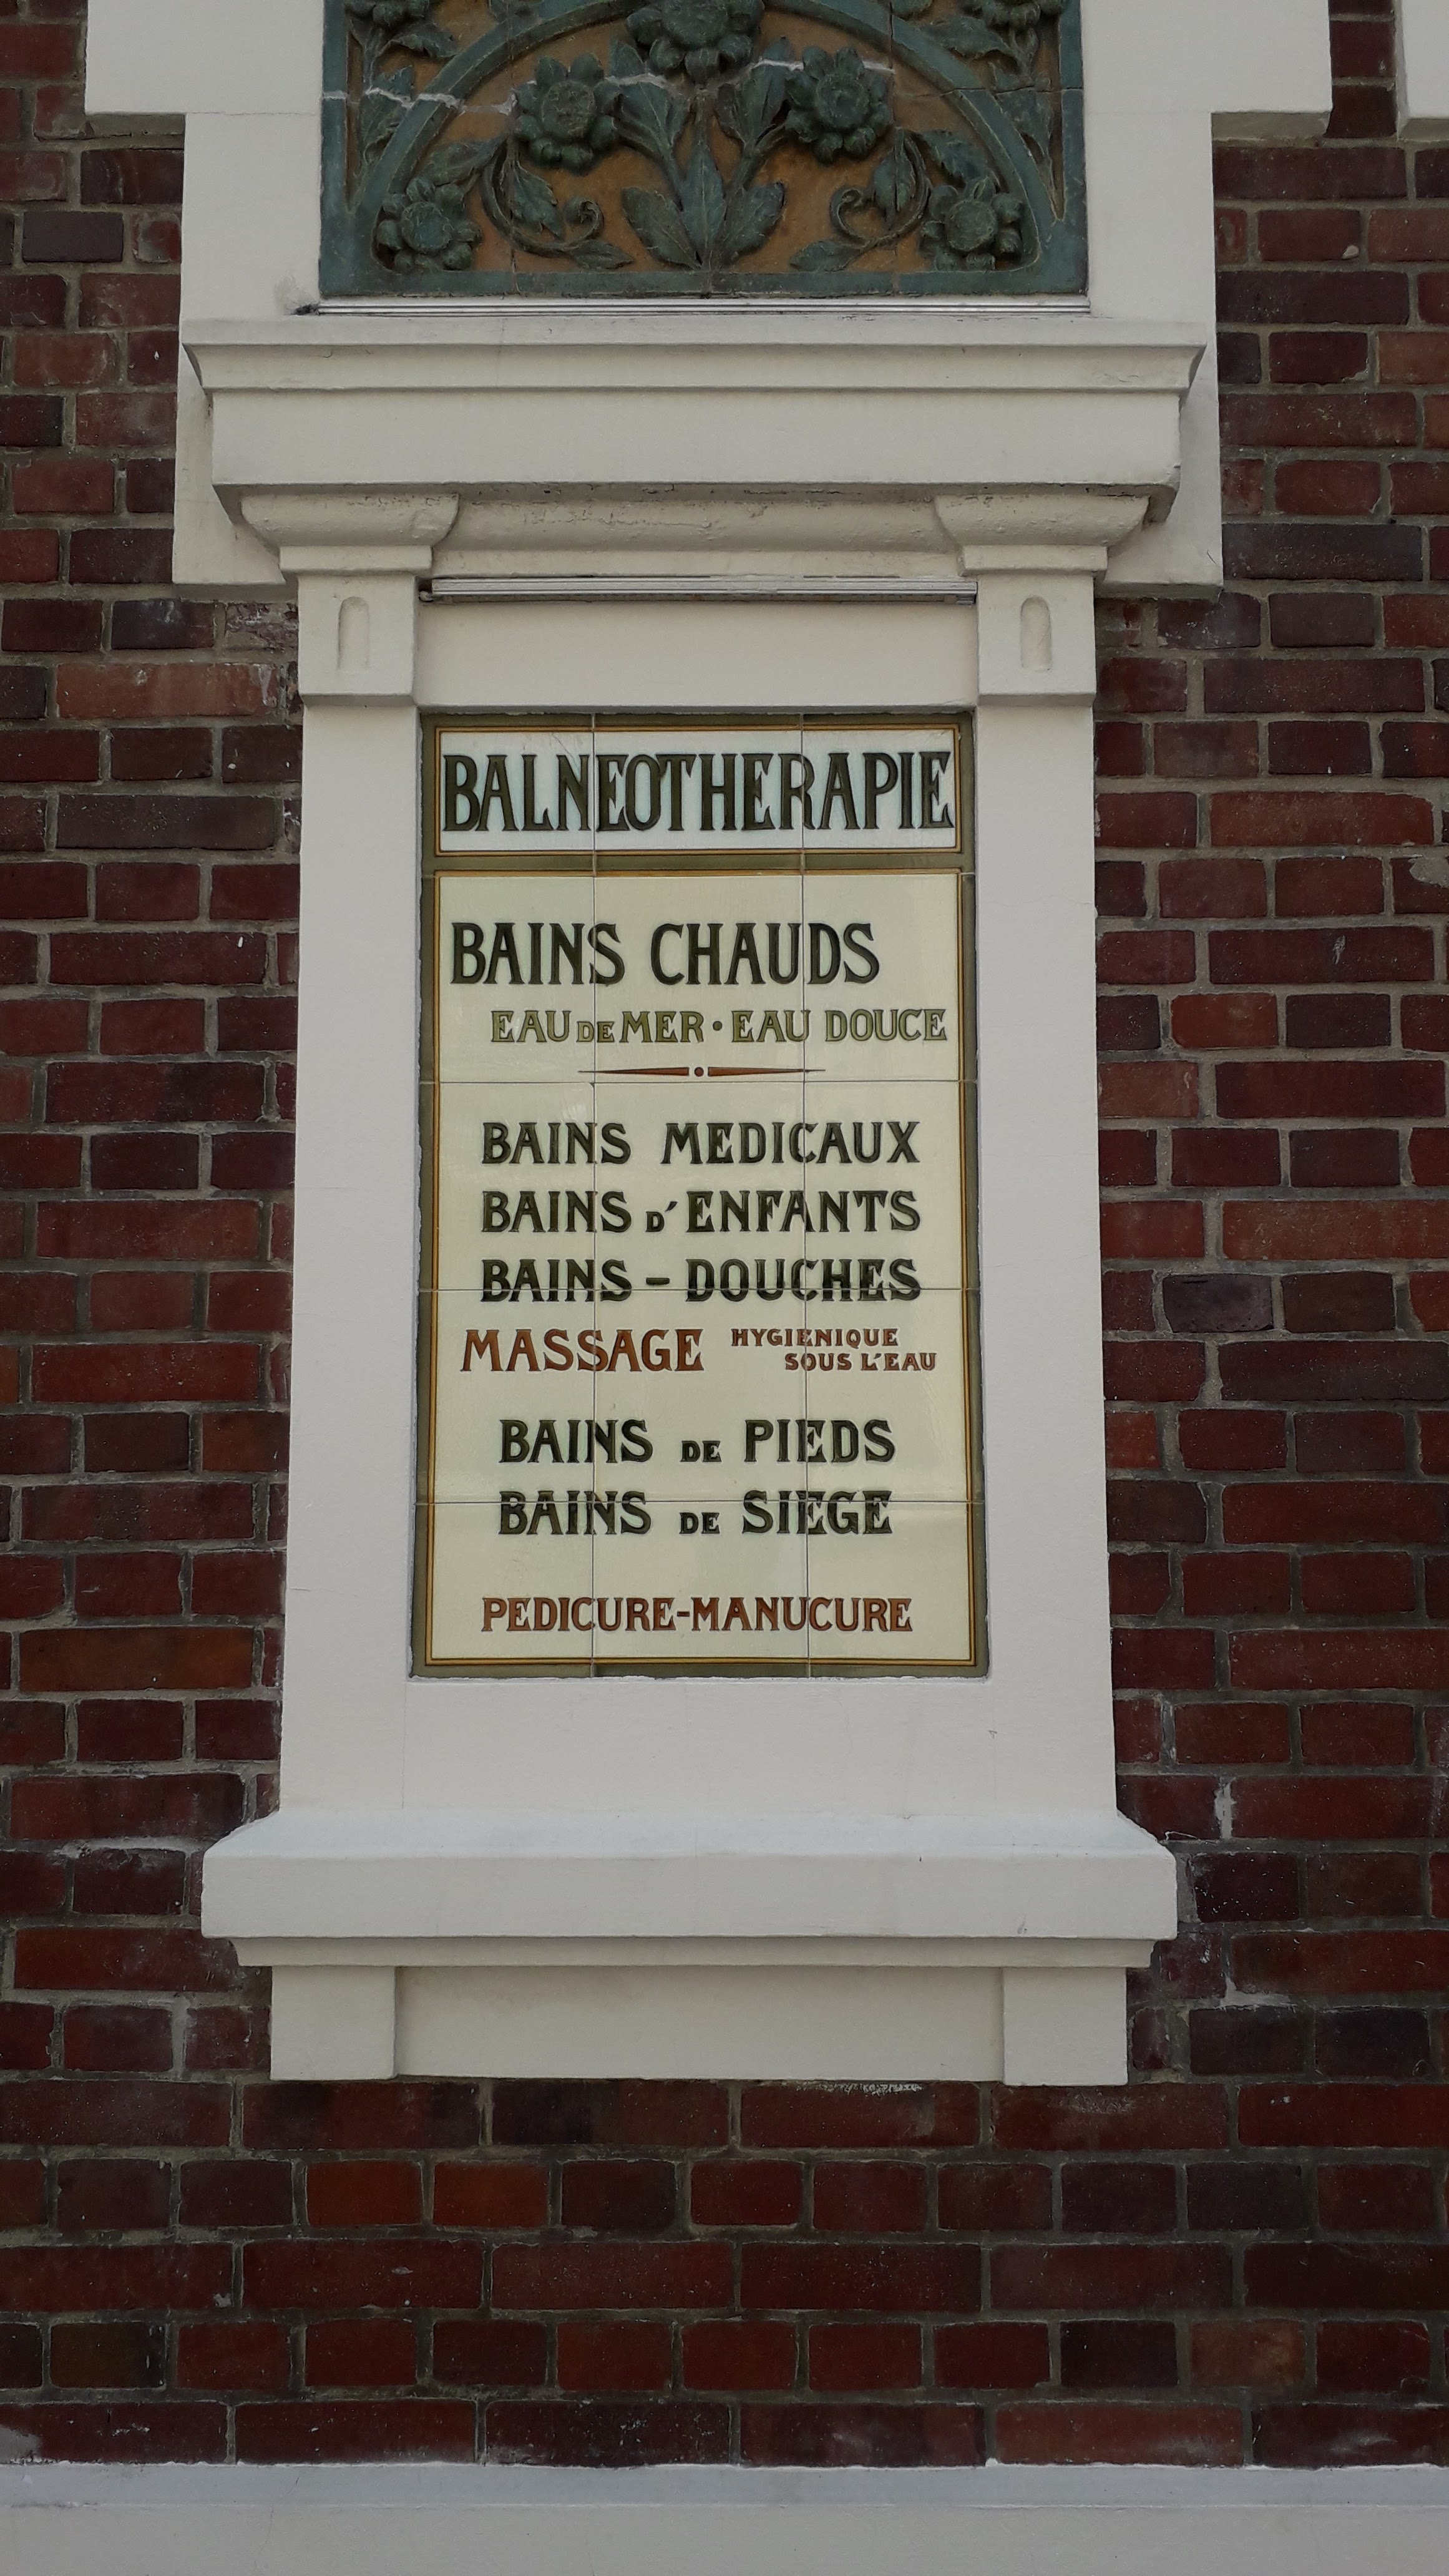 BALNEOTHERAPIE
BAINS CHAUDS
EAU DE MER • EAU DOUCE
BAINS MEDICAUX
BAINS D'ENFANTS
BAINS - DOUCHES
MASSAGE HYGIENIQUE
SOUS L'EAU
BAINS DE PIEDS
BAINS DE SIEGE
PEDICURE-MANUCURE